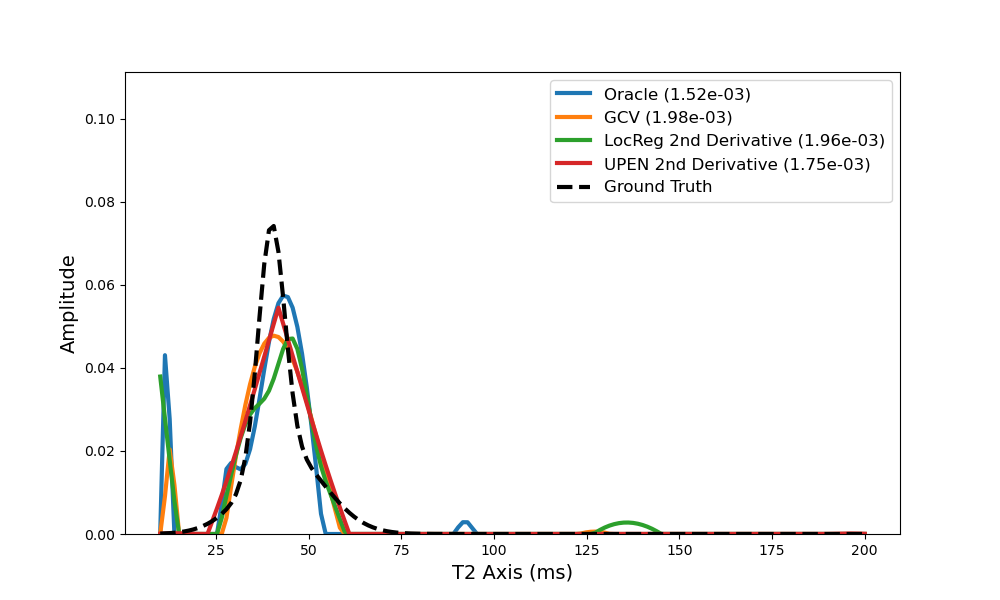 Oracle (1.52e-03)
GCV (1.98e-03)
LocReg 2nd Derivative (1.96e-03)
UPEN 2nd Derivative (1.75e-03)
Ground Truth
0.10
0.08
0.06
0.04
0.02
0.00
Amplitude
25 50 75 100 125 150 175 200
T2 Axis (ms)